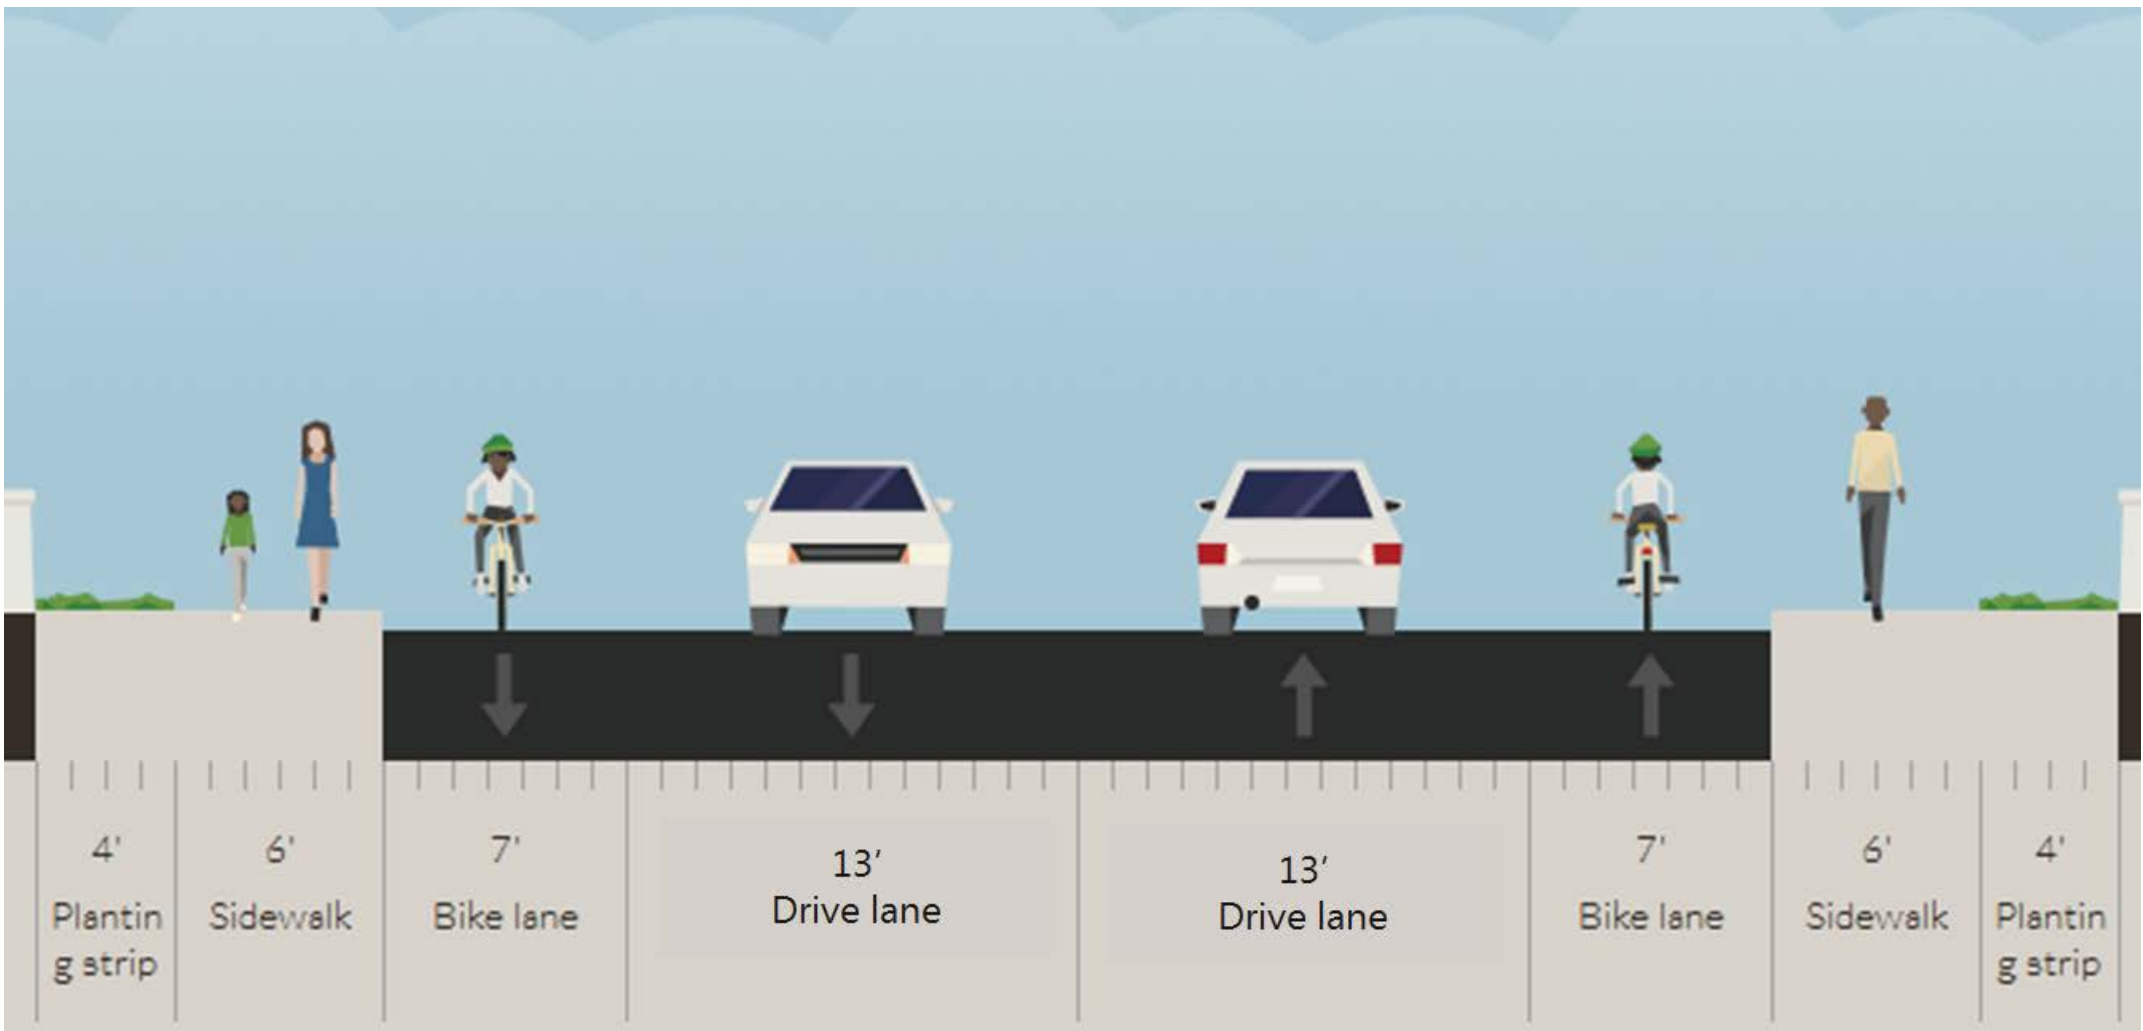 4'
Plantin
g strip
6'
Sidewalk
7'
Bike lane
13’
Drive lane
13’
Drive lane
7'
Bike lane
6'
Sidewalk
4'
Plantin
g strip